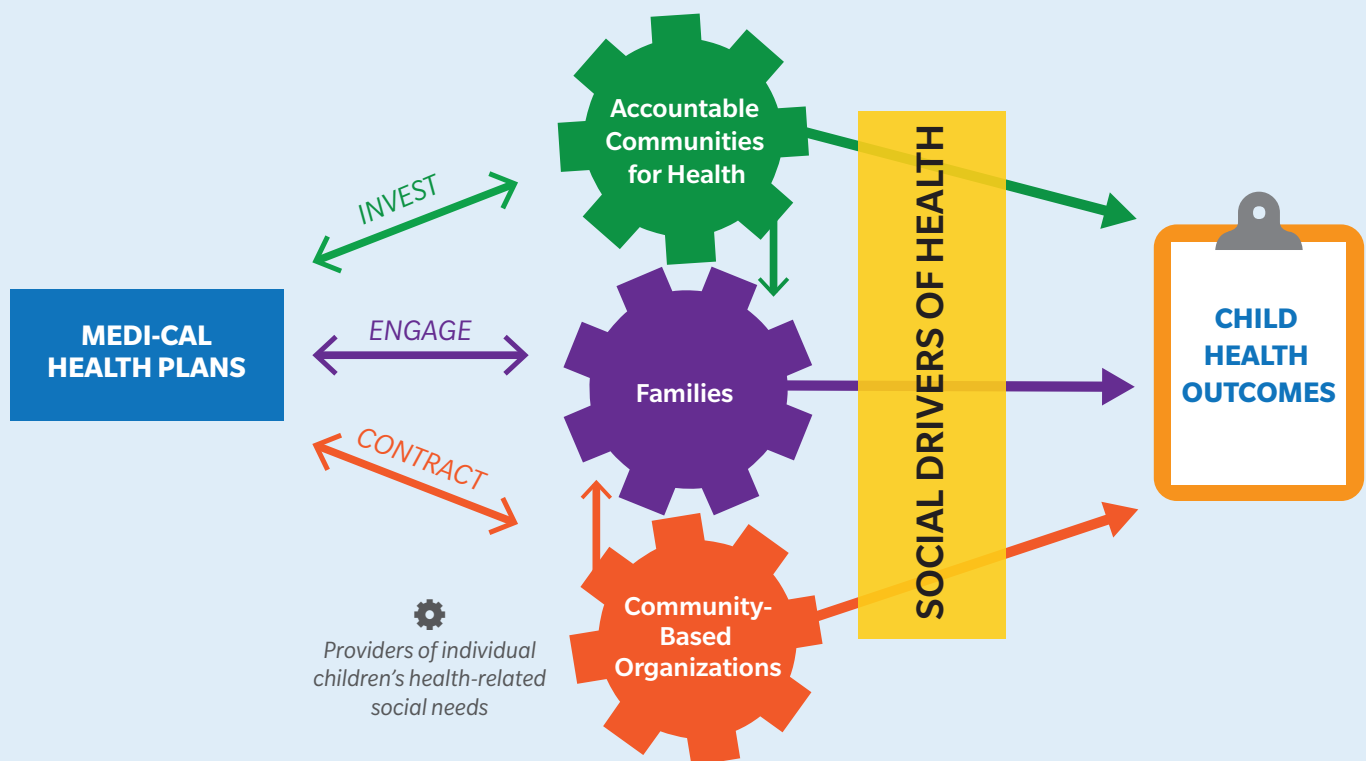 MEDI-CAL
HEALTH PLANS
INVEST
ENGAGE
CONTRACT
Providers of individual
children’s health-related
social needs
Accountable
Communities
for Health
Families
Community-
Based
Organizations
SOCIAL DRIVERS OF HEALTH
CHILD
HEALTH
OUTCOMES